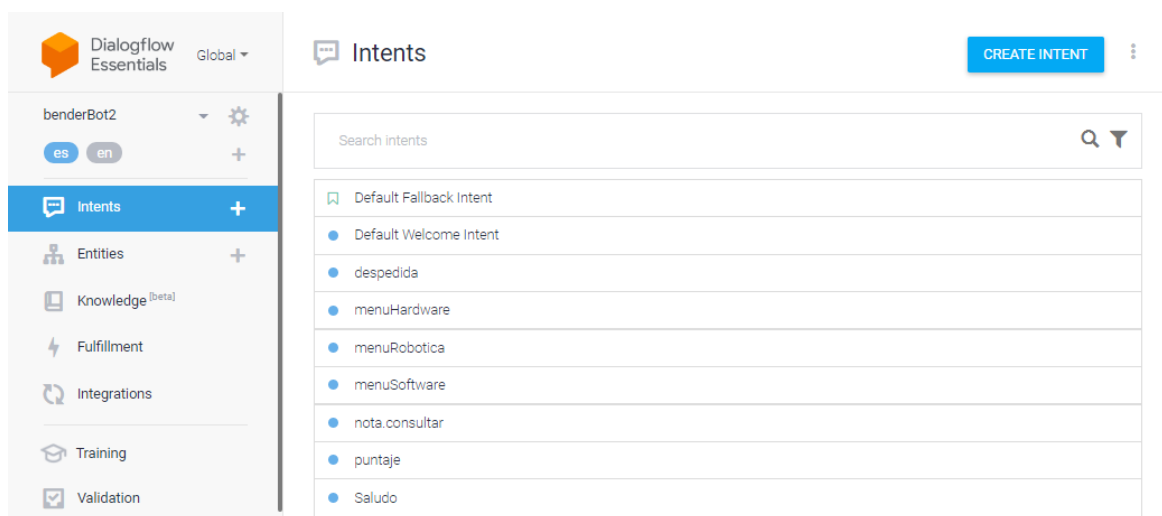 Dialogflow
Essentials
Global
benderBot2
es en
Intents
Entities
Knowledge [beta]
Fulfillment
Integrations
Training
Validation
Intents
CREATE INTENT
Search intents
Default Fallback Intent
Default Welcome Intent
despedida
menuHardware
menuRobotica
menuSoftware
nota.consultar
puntaje
Saludo